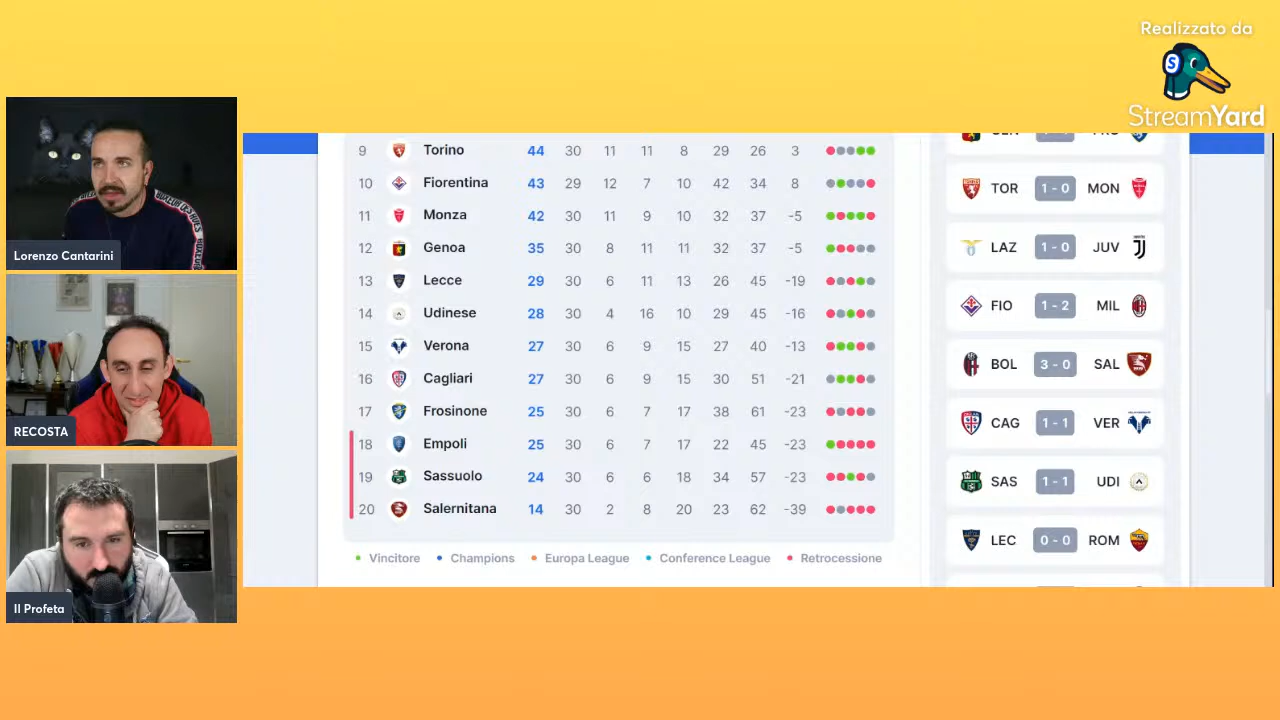 Realizzato da
StreamYard
Lorenzo Cantarini
RECOSTA
Il Profeta
9 Torino 44 30 11 11 8 29 26 3
10 Fiorentina 43 29 12 7 10 42 34 8
11 Monza 42 30 11 9 10 32 37 -5
12 Genoa 35 30 8 11 11 32 37 -5
13 Lecce 29 30 6 11 13 26 45 -19
14 Udinese 28 30 4 16 10 29 45 -16
15 Verona 27 30 6 9 15 27 40 -13
16 Cagliari 27 30 6 9 15 30 51 -21
17 Frosinone 25 30 6 7 17 38 61 -23
18 Empoli 25 30 6 7 17 22 45 -23
19 Sassuolo 24 30 6 6 18 34 57 -23
20 Salernitana 14 30 2 8 20 23 62 -39
Vincitore Champions Europa League Conference League Retrocessione
TOR 1 - 0 MON
LAZ 1 - 0 JUV
FIO 1 - 2 MIL
BOL 3 - 0 SAL
CAG 1 - 1 VER
SAS 1 - 1 UDI
LEC 0 - 0 ROM